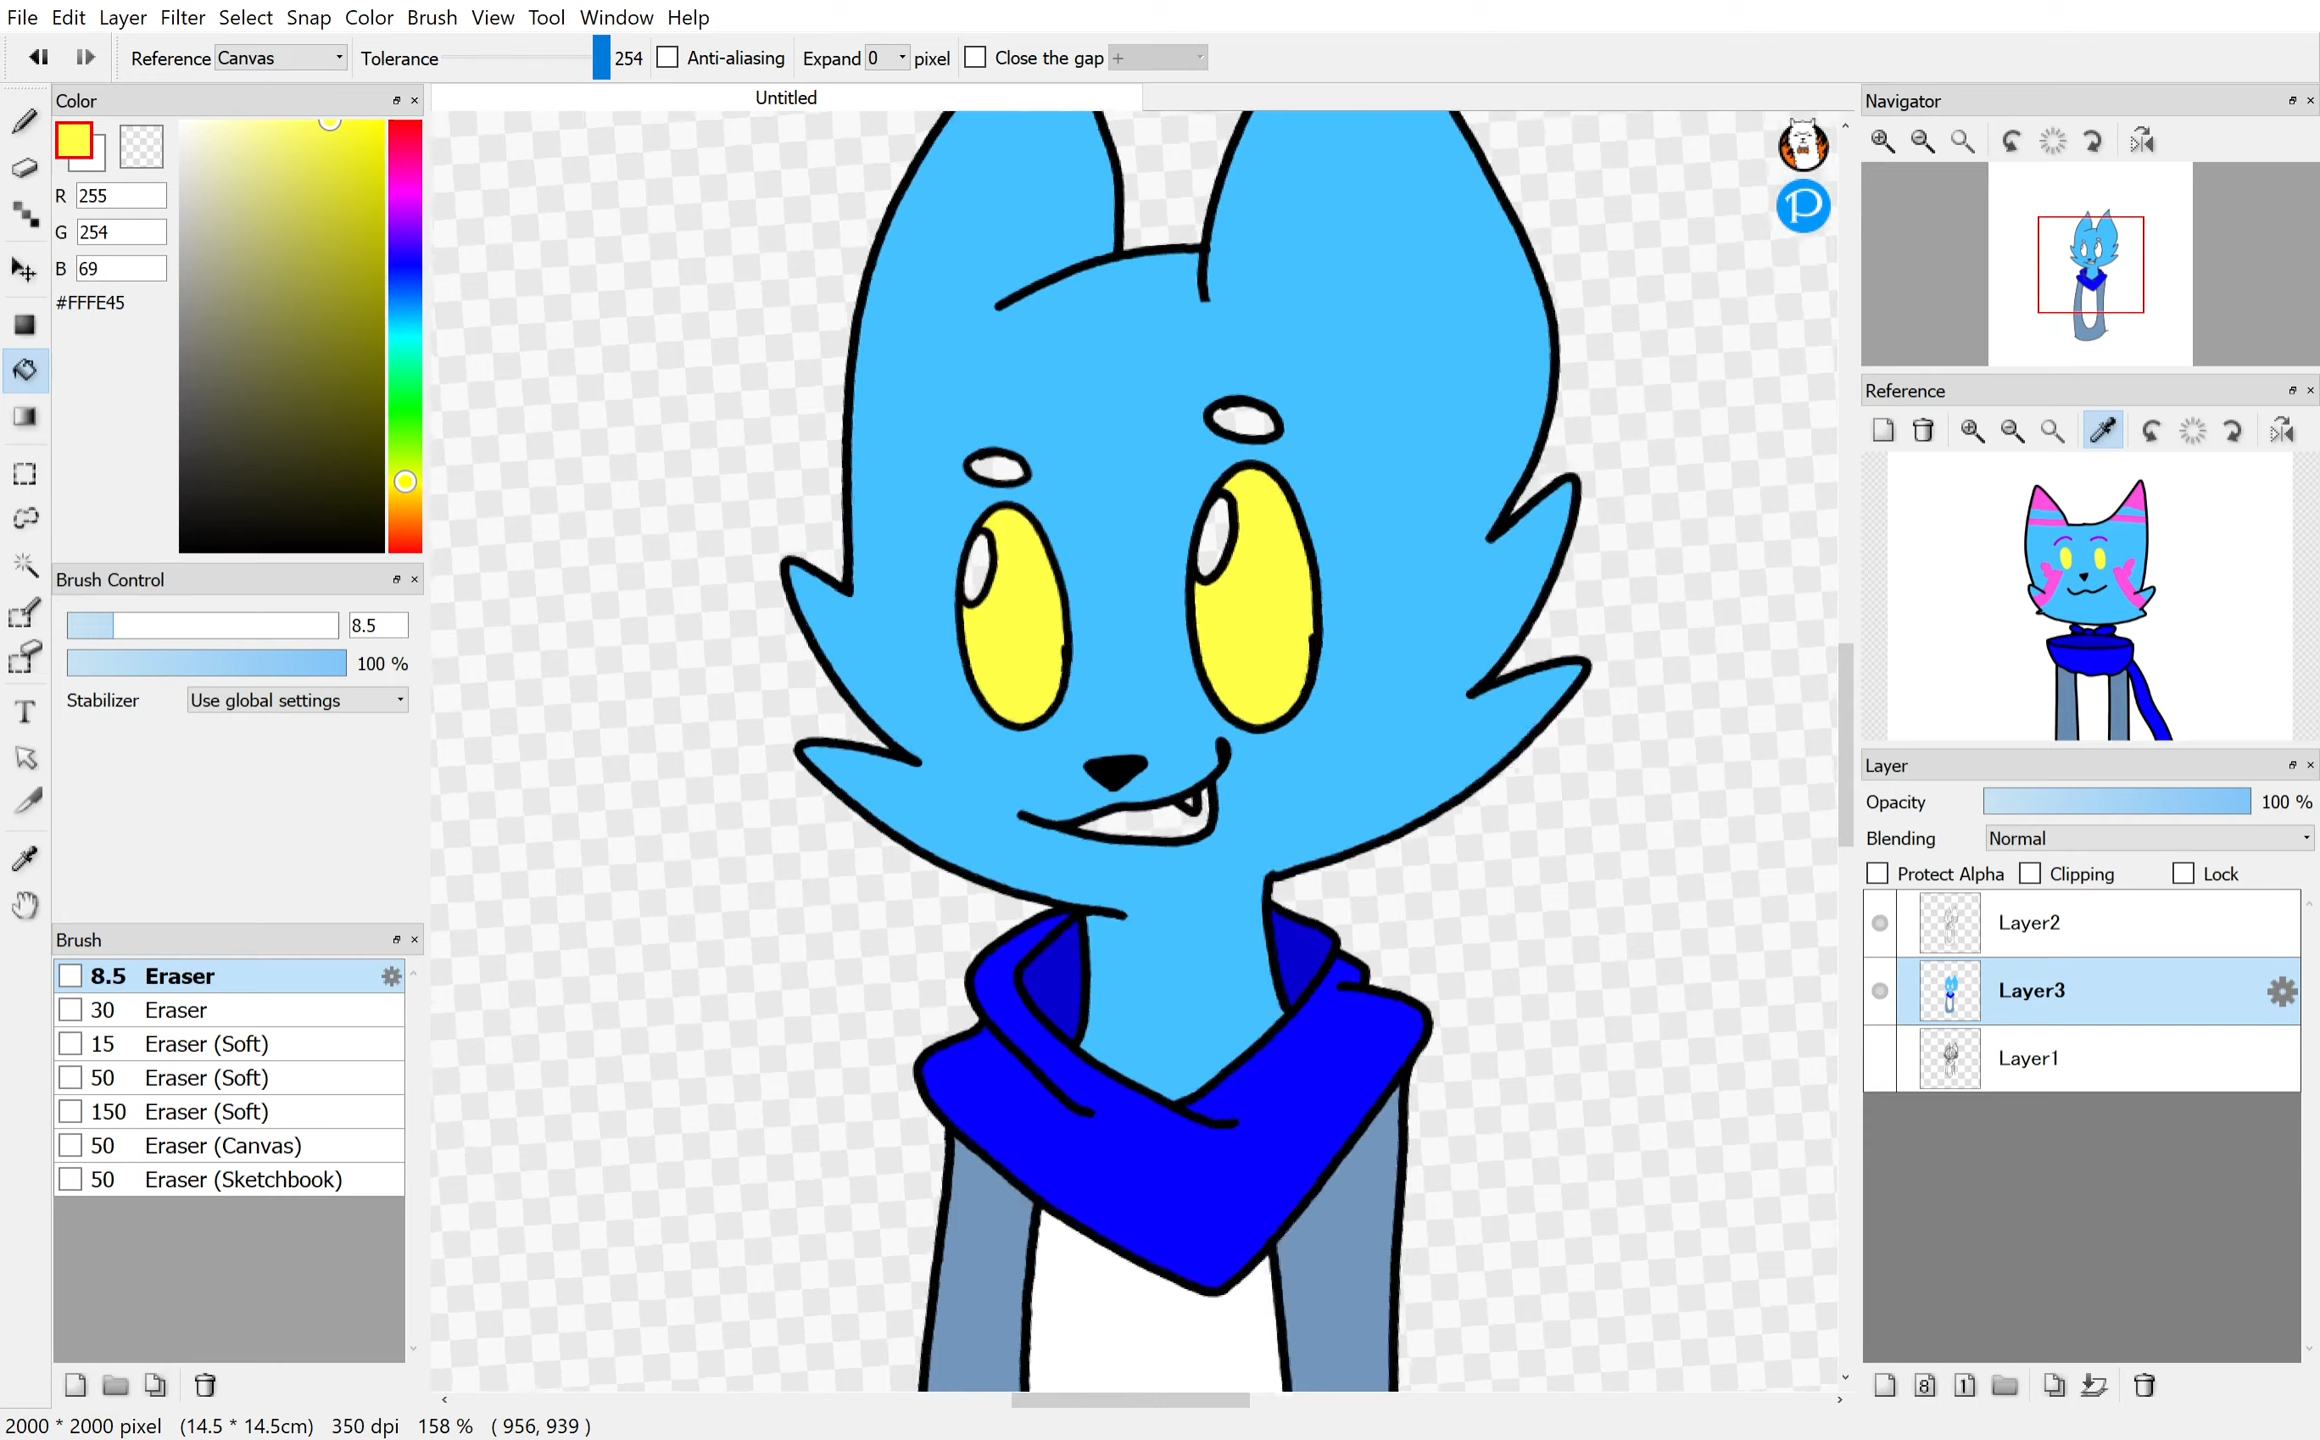 File Edit Layer Filter Select Snap Color Brush View Tool Window Help
Reference Canvas Tolerance 254 Anti-aliasing Expand 0 pixel Close the gap +
Color
Untitled
Navigator
R 255
G 254
B 69
#FFFE45
P
Reference
Brush Control
8.5
100 %
Stabilizer Use global settings
Layer
Opacity 100 %
Blending Normal
Protect Alpha Clipping Lock
Layer2
Layer3
Layer1
Brush
8.5 Eraser
30 Eraser
15 Eraser (Soft)
50 Eraser (Soft)
150 Eraser (Soft)
50 Eraser (Canvas)
50 Eraser (Sketchbook)
8 1
2000 * 2000 pixel (14.5 * 14.5cm) 350 dpi 158 % ( 956, 939 )